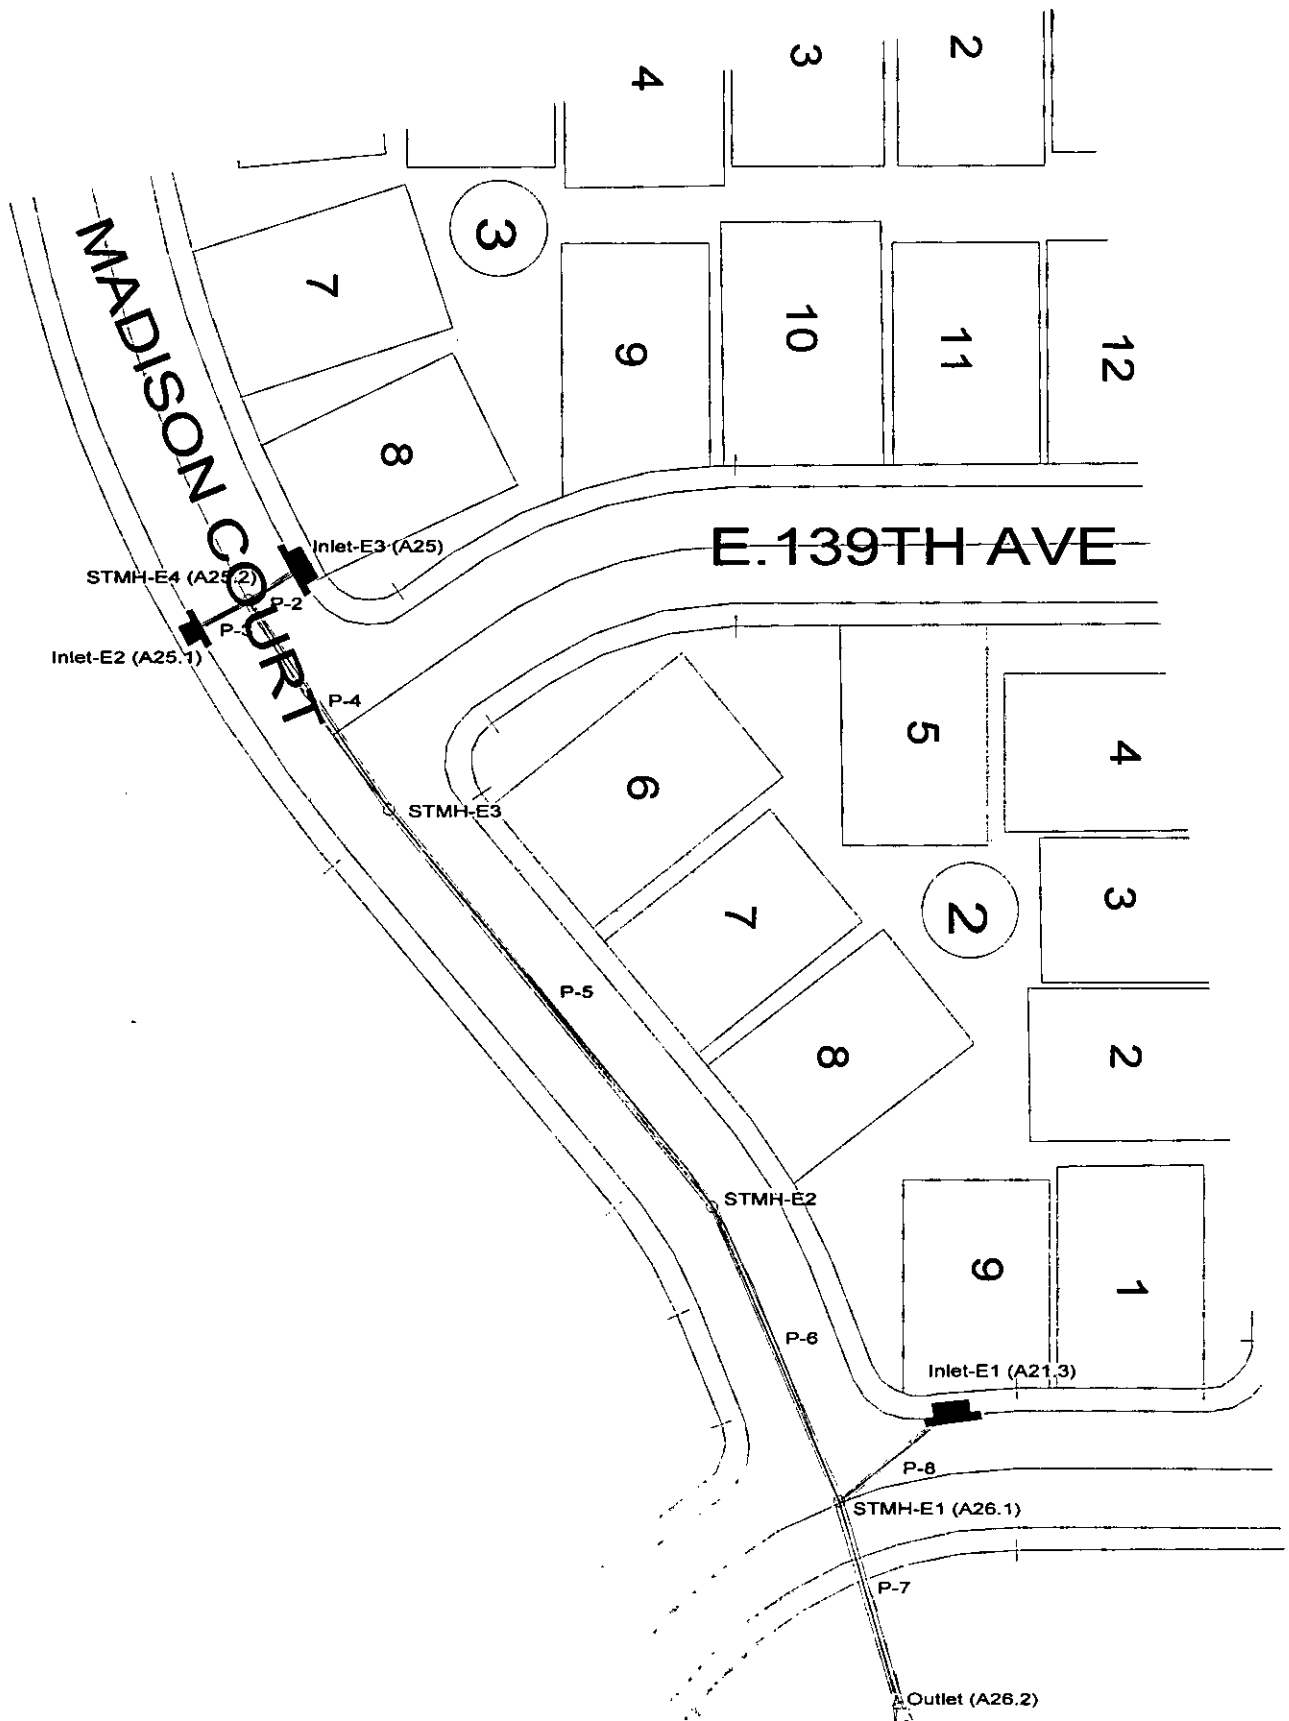 2
3
4
3
7
9
10
11
12
8
MADISON COURT
E.139TH AVE
Inlet-E3 (A25)
STMH-E4 (A25.2)
P-2
P-3
Inlet-E2 (A25.1)
P-4
5
4
6
STMH-E3
3
7
2
P-5
8
2
STMH-E2
9
1
P-6
Inlet-E1 (A21.3)
P-8
STMH-E1 (A26.1)
P-7
Outlet (A26.2)